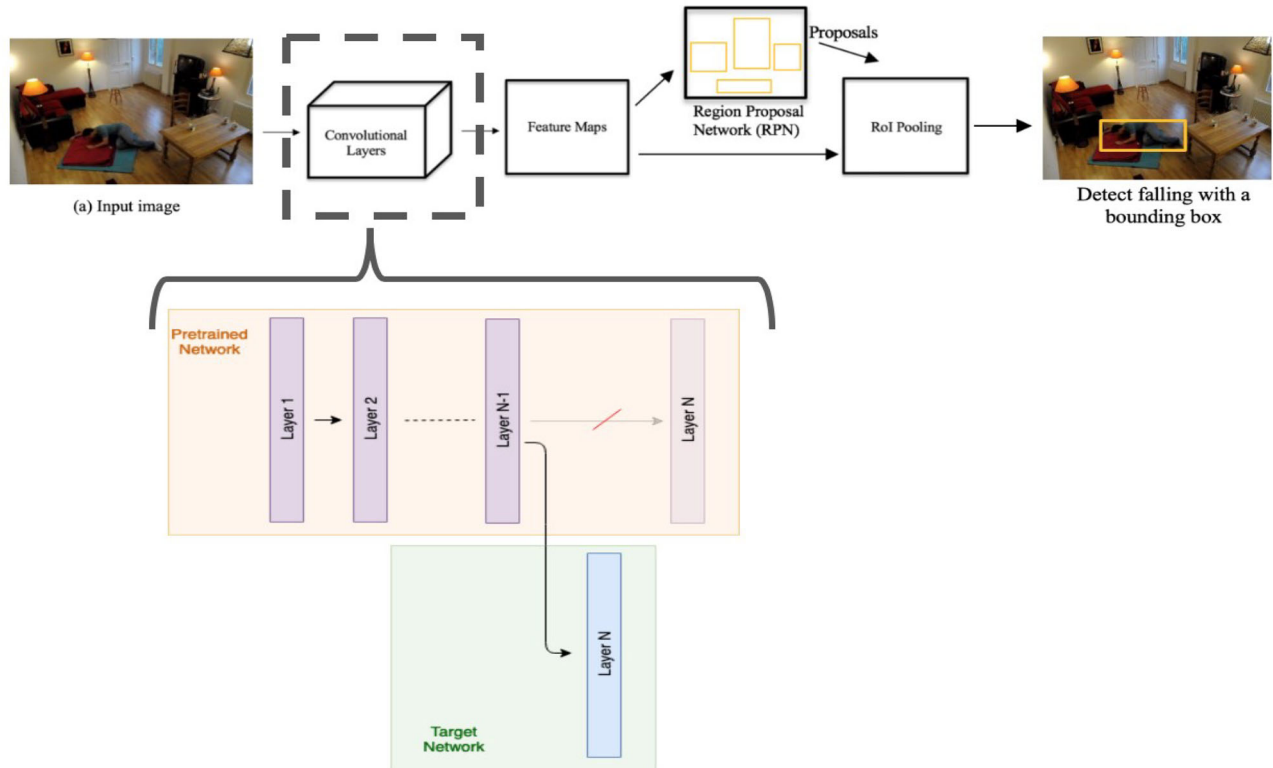 Proposals
Convolutional
Layers
Feature Maps
Region Proposal
Network (RPN)
RoI Pooling
(a) Input image
Detect falling with a
bounding box
Pretrained
Network
Layer 1
Layer 2
Layer N-1
Layer N
Layer N
Target
Network